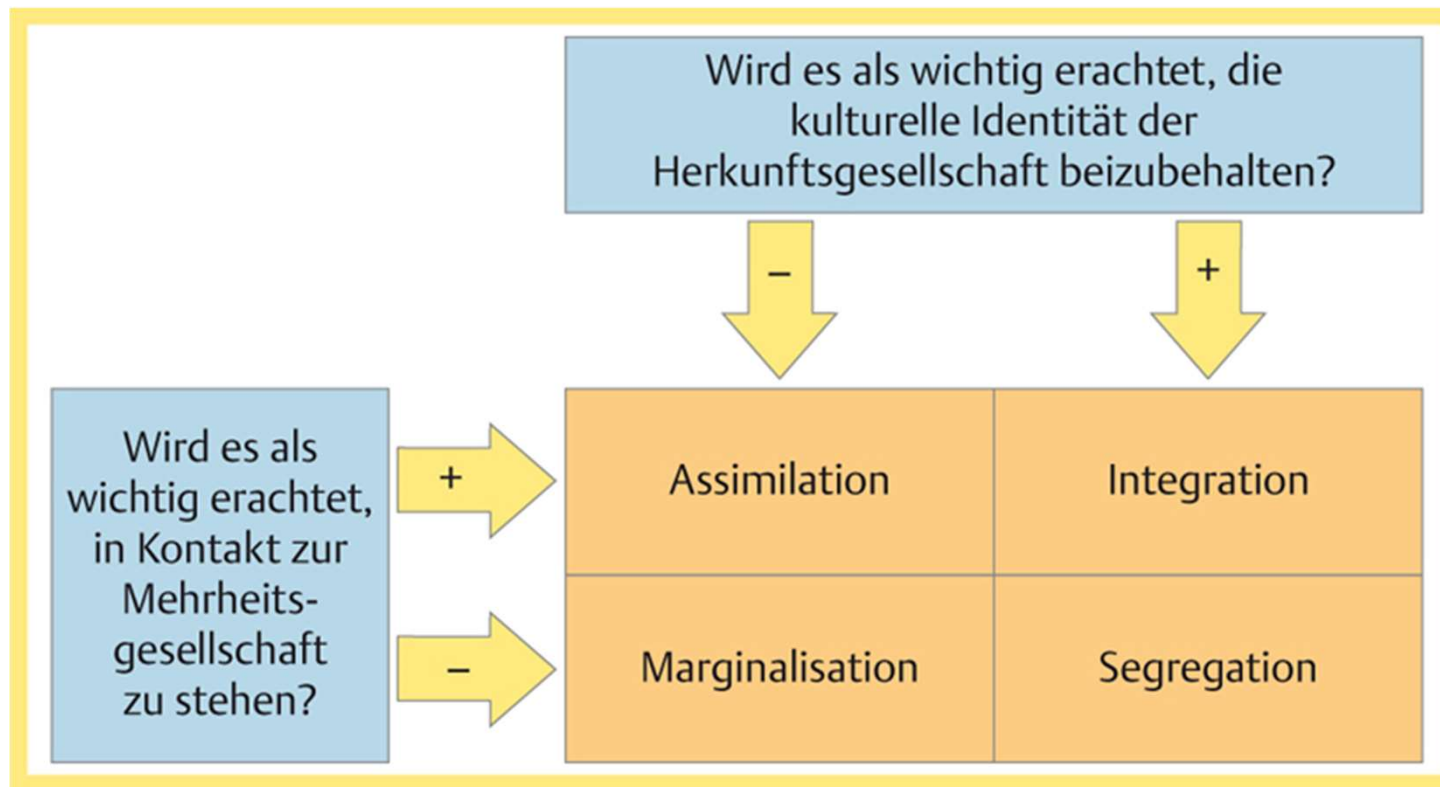 Wird es als wichtig erachtet, die
kulturelle Identität der
Herkunftsgesellschaft beizubehalten?
–
+
Wird es als
wichtig erachtet,
in Kontakt zur
Mehrheits-
gesellschaft
zu stehen?
+
Assimilation
Integration
–
Marginalisation
Segregation